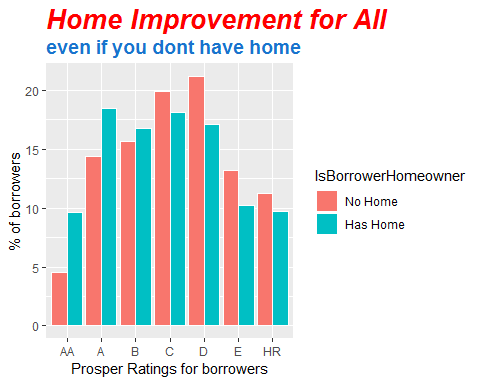 Home Improvement for All
even if you dont have home
% of borrowers
20
15
10
5
0
AA A B C D E HR
Prosper Ratings for borrowers
IsBorrowerHomeowner
No Home
Has Home